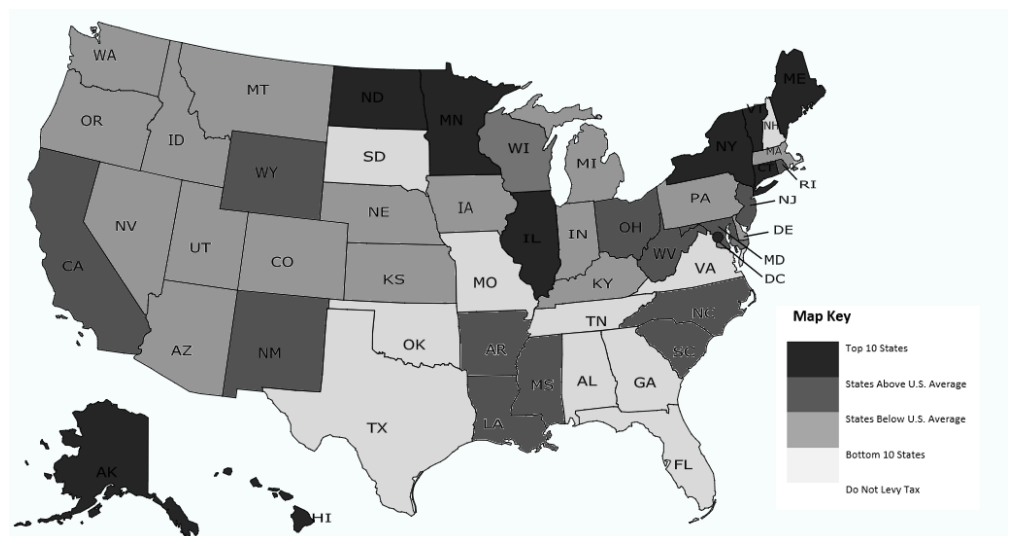 WA
MT
ND
MN
ME
VT
NH
OR
ID
WY
SD
WI
MI
NY
MA
CT
RI
NJ
NV
UT
CO
NE
IA
IL
IN
OH
PA
DE
MD
DC
CA
AZ
NM
KS
MO
KY
WV
VA
OK
AR
TN
NC
SC
TX
LA
MS
AL
GA
FL
AK
HI
Map Key
Top 10 States
States Above U.S. Average
States Below U.S. Average
Bottom 10 States
Do Not Levy Tax